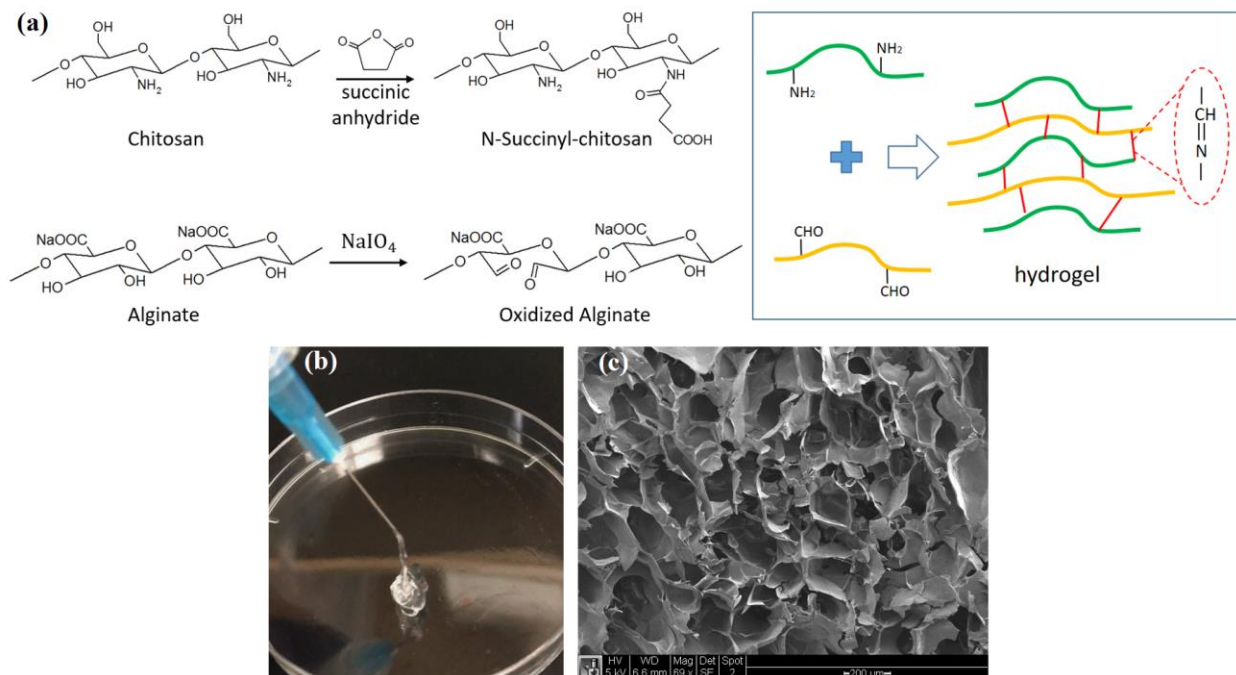 (a)
OH
OH
HO
NH₂
HO
NH₂
O
O
O
O
Chitosan
O
O
O
succinic
anhydride
OH
OH
HO
NH₂
HO
NH
O
COOH
O
O
O
O
N-Succinyl-chitosan
NaOOC
NaOOC
O
O
O
O
HO
OH
HO
OH
Alginate
NaIO₄
NaOOC
NaOOC
O
O
O
O
O
O
HO
OH
Oxidized Alginate
NH₂
NH₂
CHO
CHO
CH
N
hydrogel
(b)
(c)
HV WD Mag Det Spot
5 kV 6.6 mm 69 x SE 2 200 µm